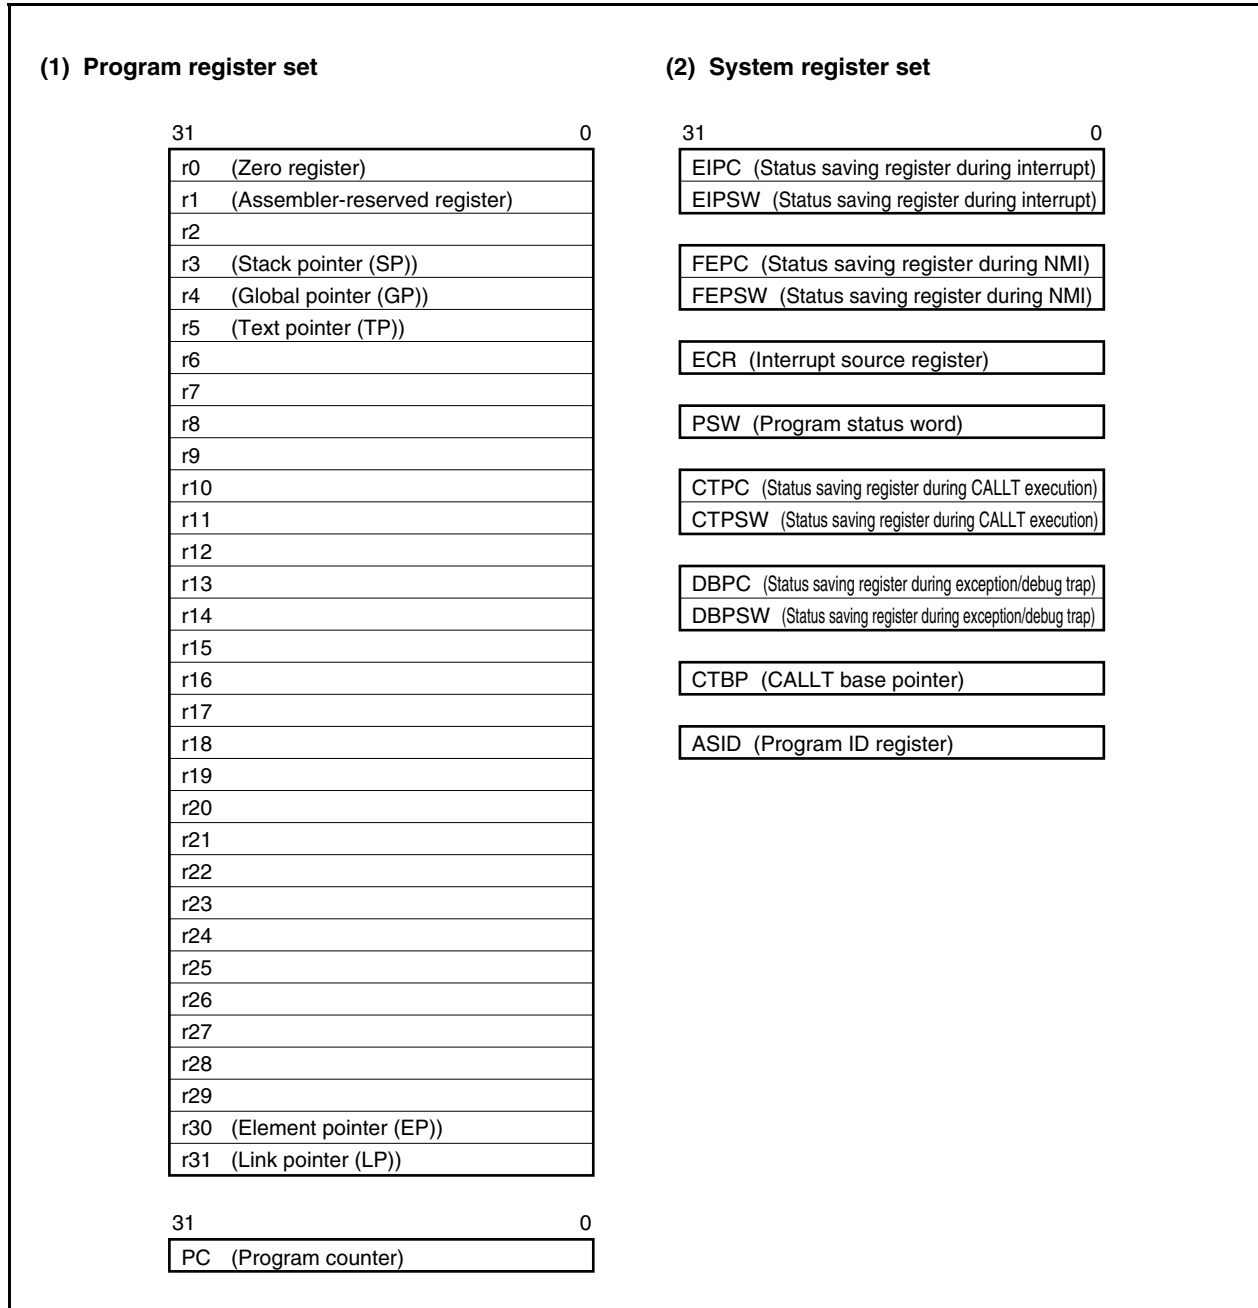 (1) Program register set
31 0
r0 (Zero register)
r1 (Assembler-reserved register)
r2
r3 (Stack pointer (SP))
r4 (Global pointer (GP))
r5 (Text pointer (TP))
r6
r7
r8
r9
r10
r11
r12
r13
r14
r15
r16
r17
r18
r19
r20
r21
r22
r23
r24
r25
r26
r27
r28
r29
r30 (Element pointer (EP))
r31 (Link pointer (LP))
31 0
PC (Program counter)
(2) System register set
31 0
EIPC (Status saving register during interrupt)
EIPSW (Status saving register during interrupt)
FEPC (Status saving register during NMI)
FEPSW (Status saving register during NMI)
ECR (Interrupt source register)
PSW (Program status word)
CTPC (Status saving register during CALLT execution)
CTPSW (Status saving register during CALLT execution)
DBPC (Status saving register during exception/debug trap)
DBPSW (Status saving register during exception/debug trap)
CTBP (CALLT base pointer)
ASID (Program ID register)